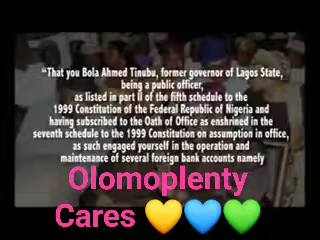 “That you Bola Ahmed Tinubu, former governor of Lagos State,
being a public officer,
as listed in part II of the fifth schedule to the
1999 Constitution of the Federal Republic of Nigeria and
having subscribed to the Oath of Office as enshrined in the
seventh schedule to the 1999 Constitution on assumption in office,
as such engaged yourself in the operation and
maintenance of several foreign bank accounts namely
Olomoplenty
Cares 💛💙💚